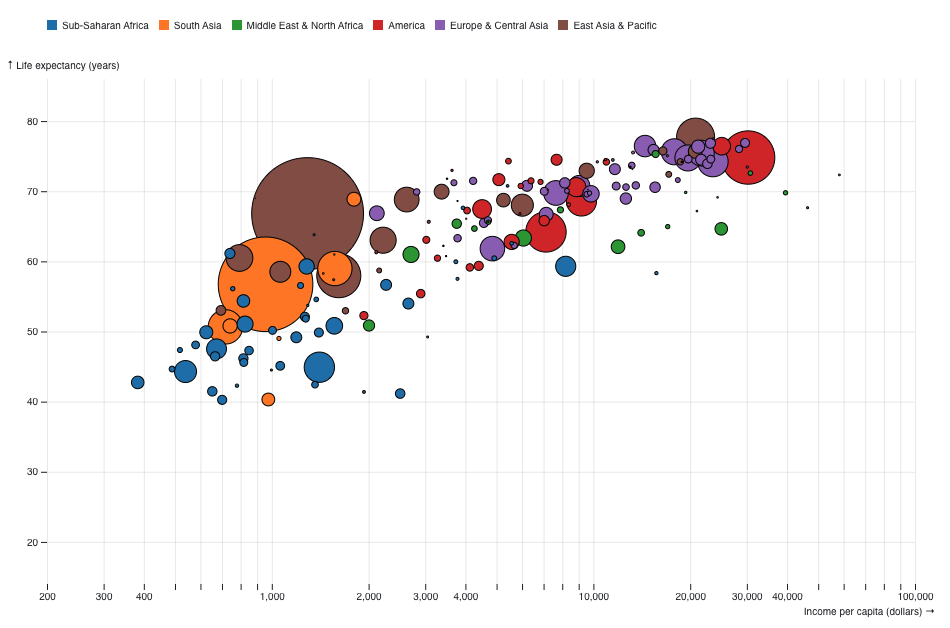 Sub-Saharan Africa South Asia Middle East & North Africa America Europe & Central Asia East Asia & Pacific
↑ Life expectancy (years)
80
70
60
50
40
30
20
200 300 400 1,000 2,000 3,000 4,000 10,000 20,000 30,000 40,000 100,000
Income per capita (dollars) →